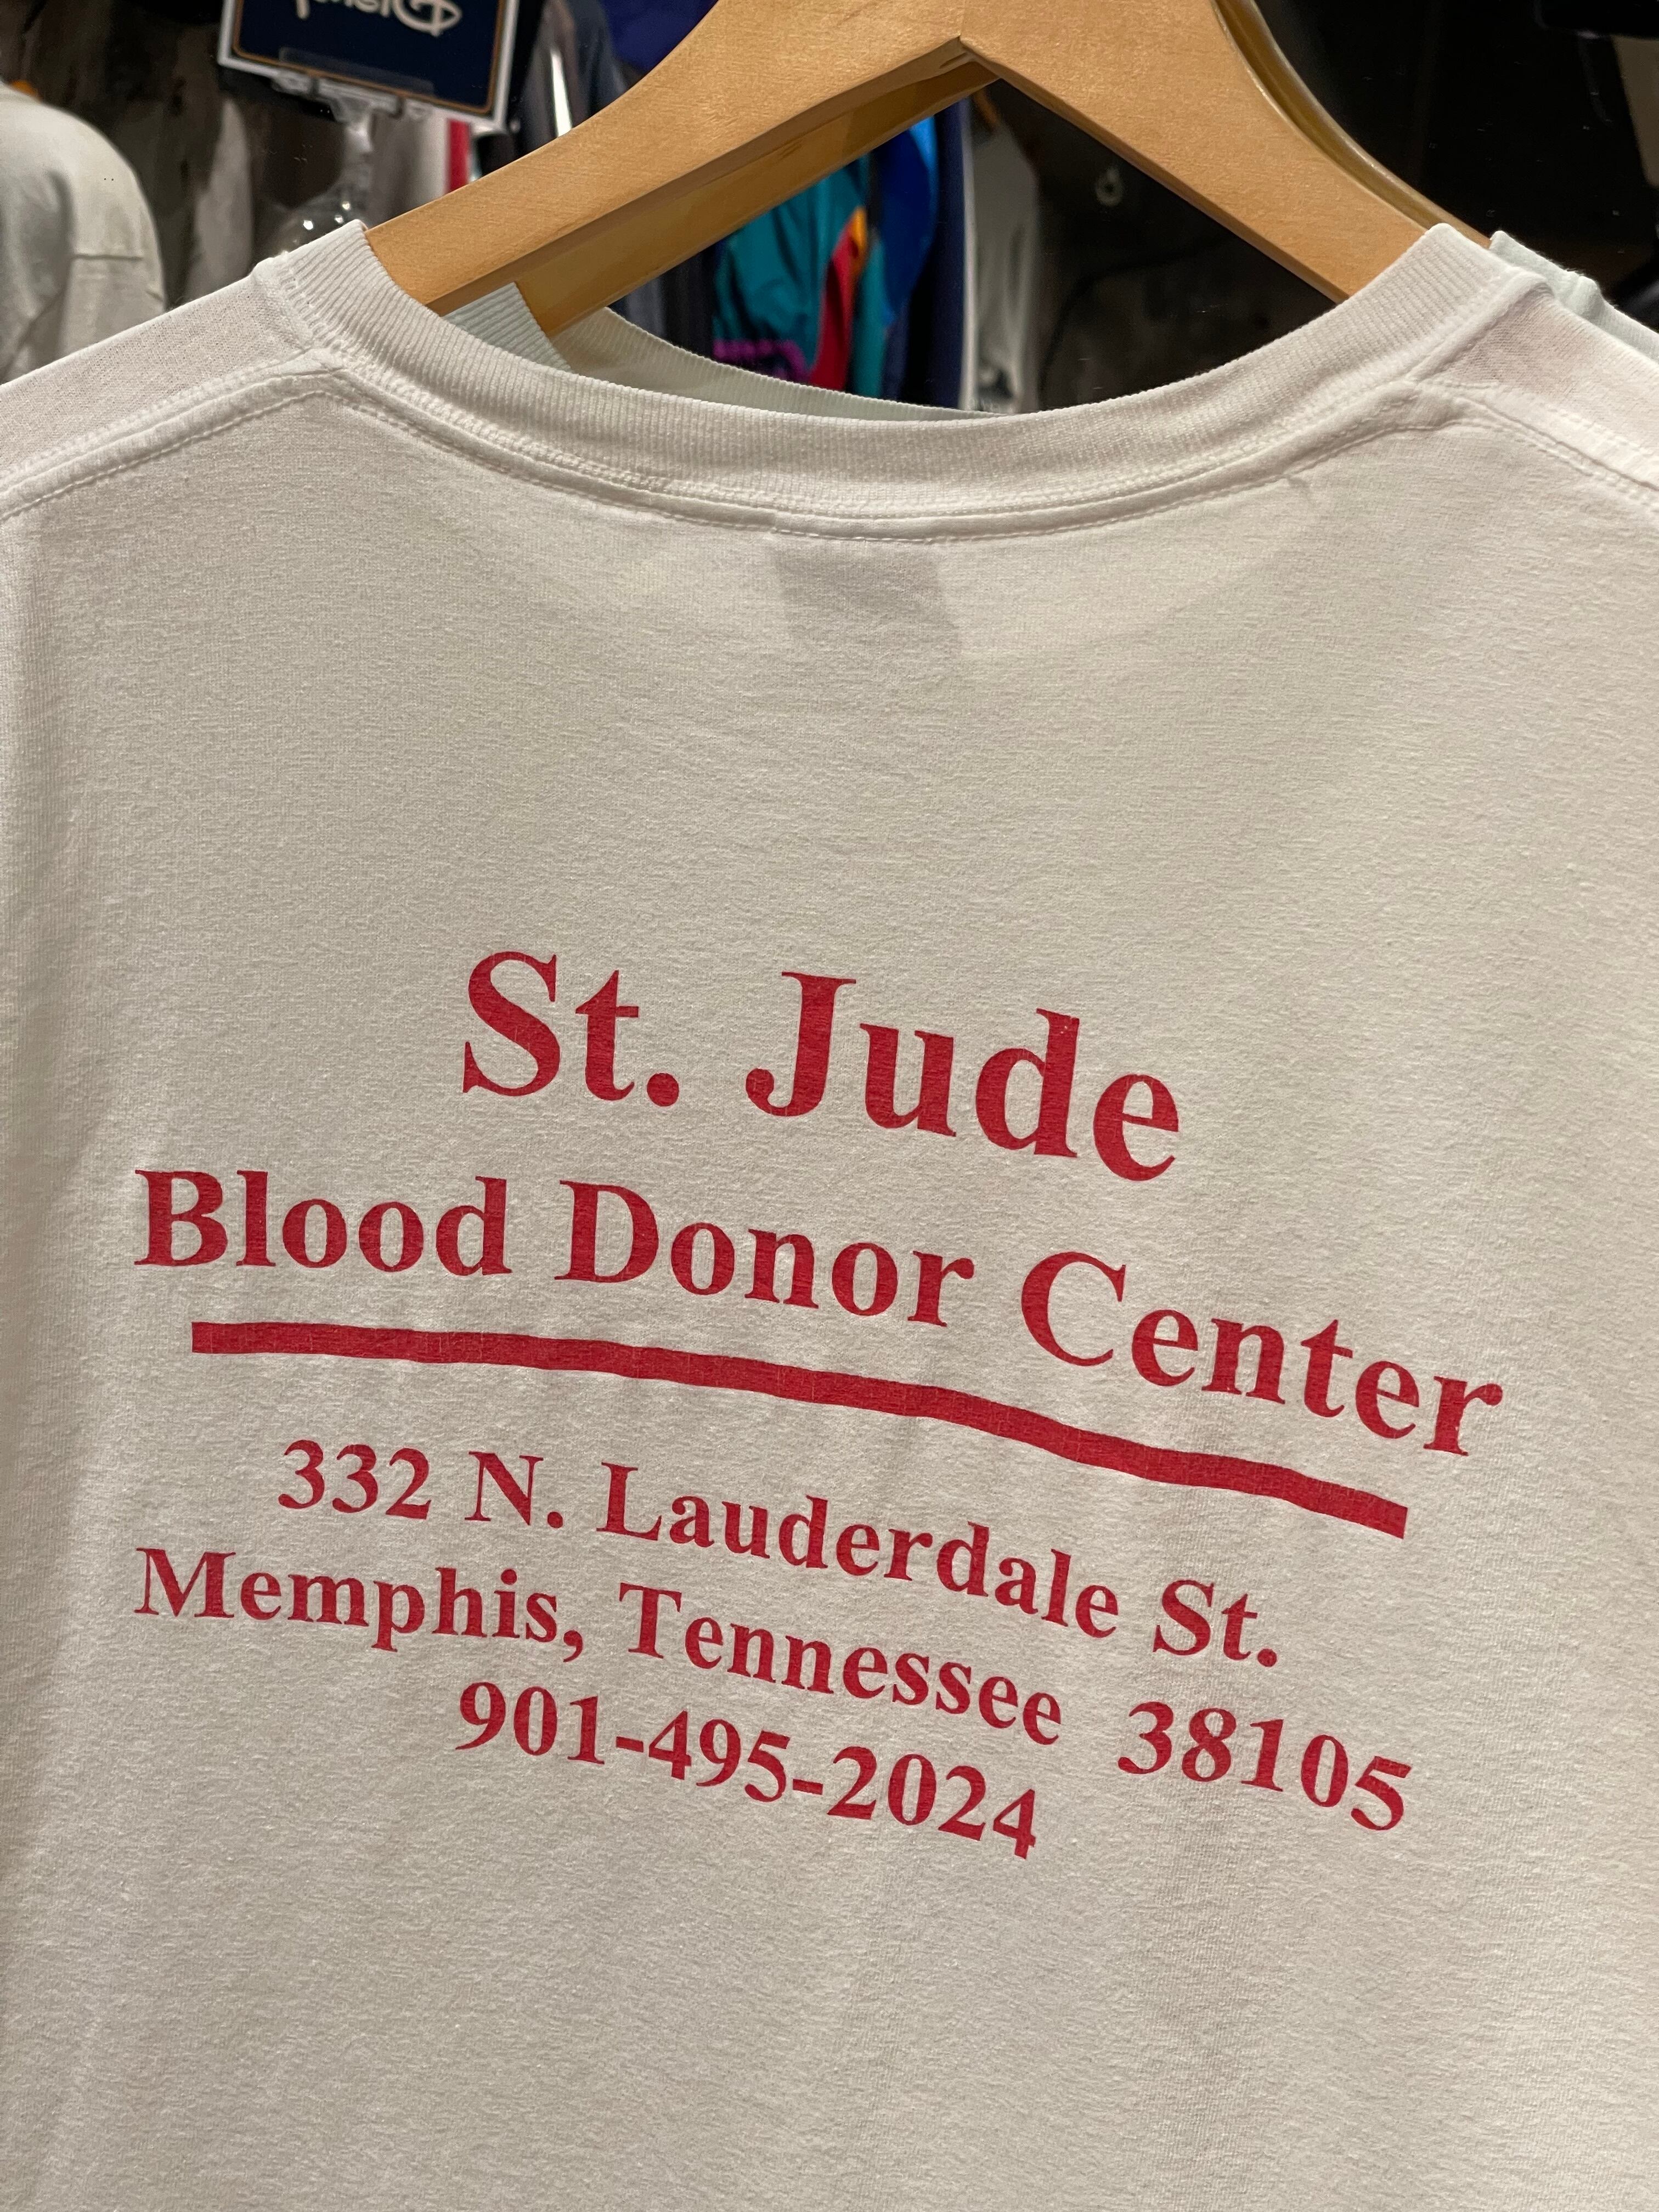 St. Jude
Blood Donor Center
332 N. Lauderdale St.
Memphis, Tennessee 38105
901-495-2024